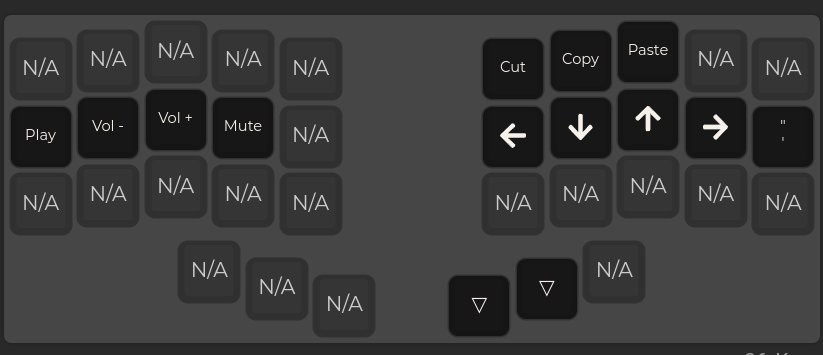 N/A N/A N/A N/A N/A Cut Copy Paste N/A N/A
Play Vol - Vol + Mute N/A ← ↓ ↑ → " '
N/A N/A N/A N/A N/A N/A N/A N/A N/A N/A
N/A N/A N/A ▽ ▽ N/A